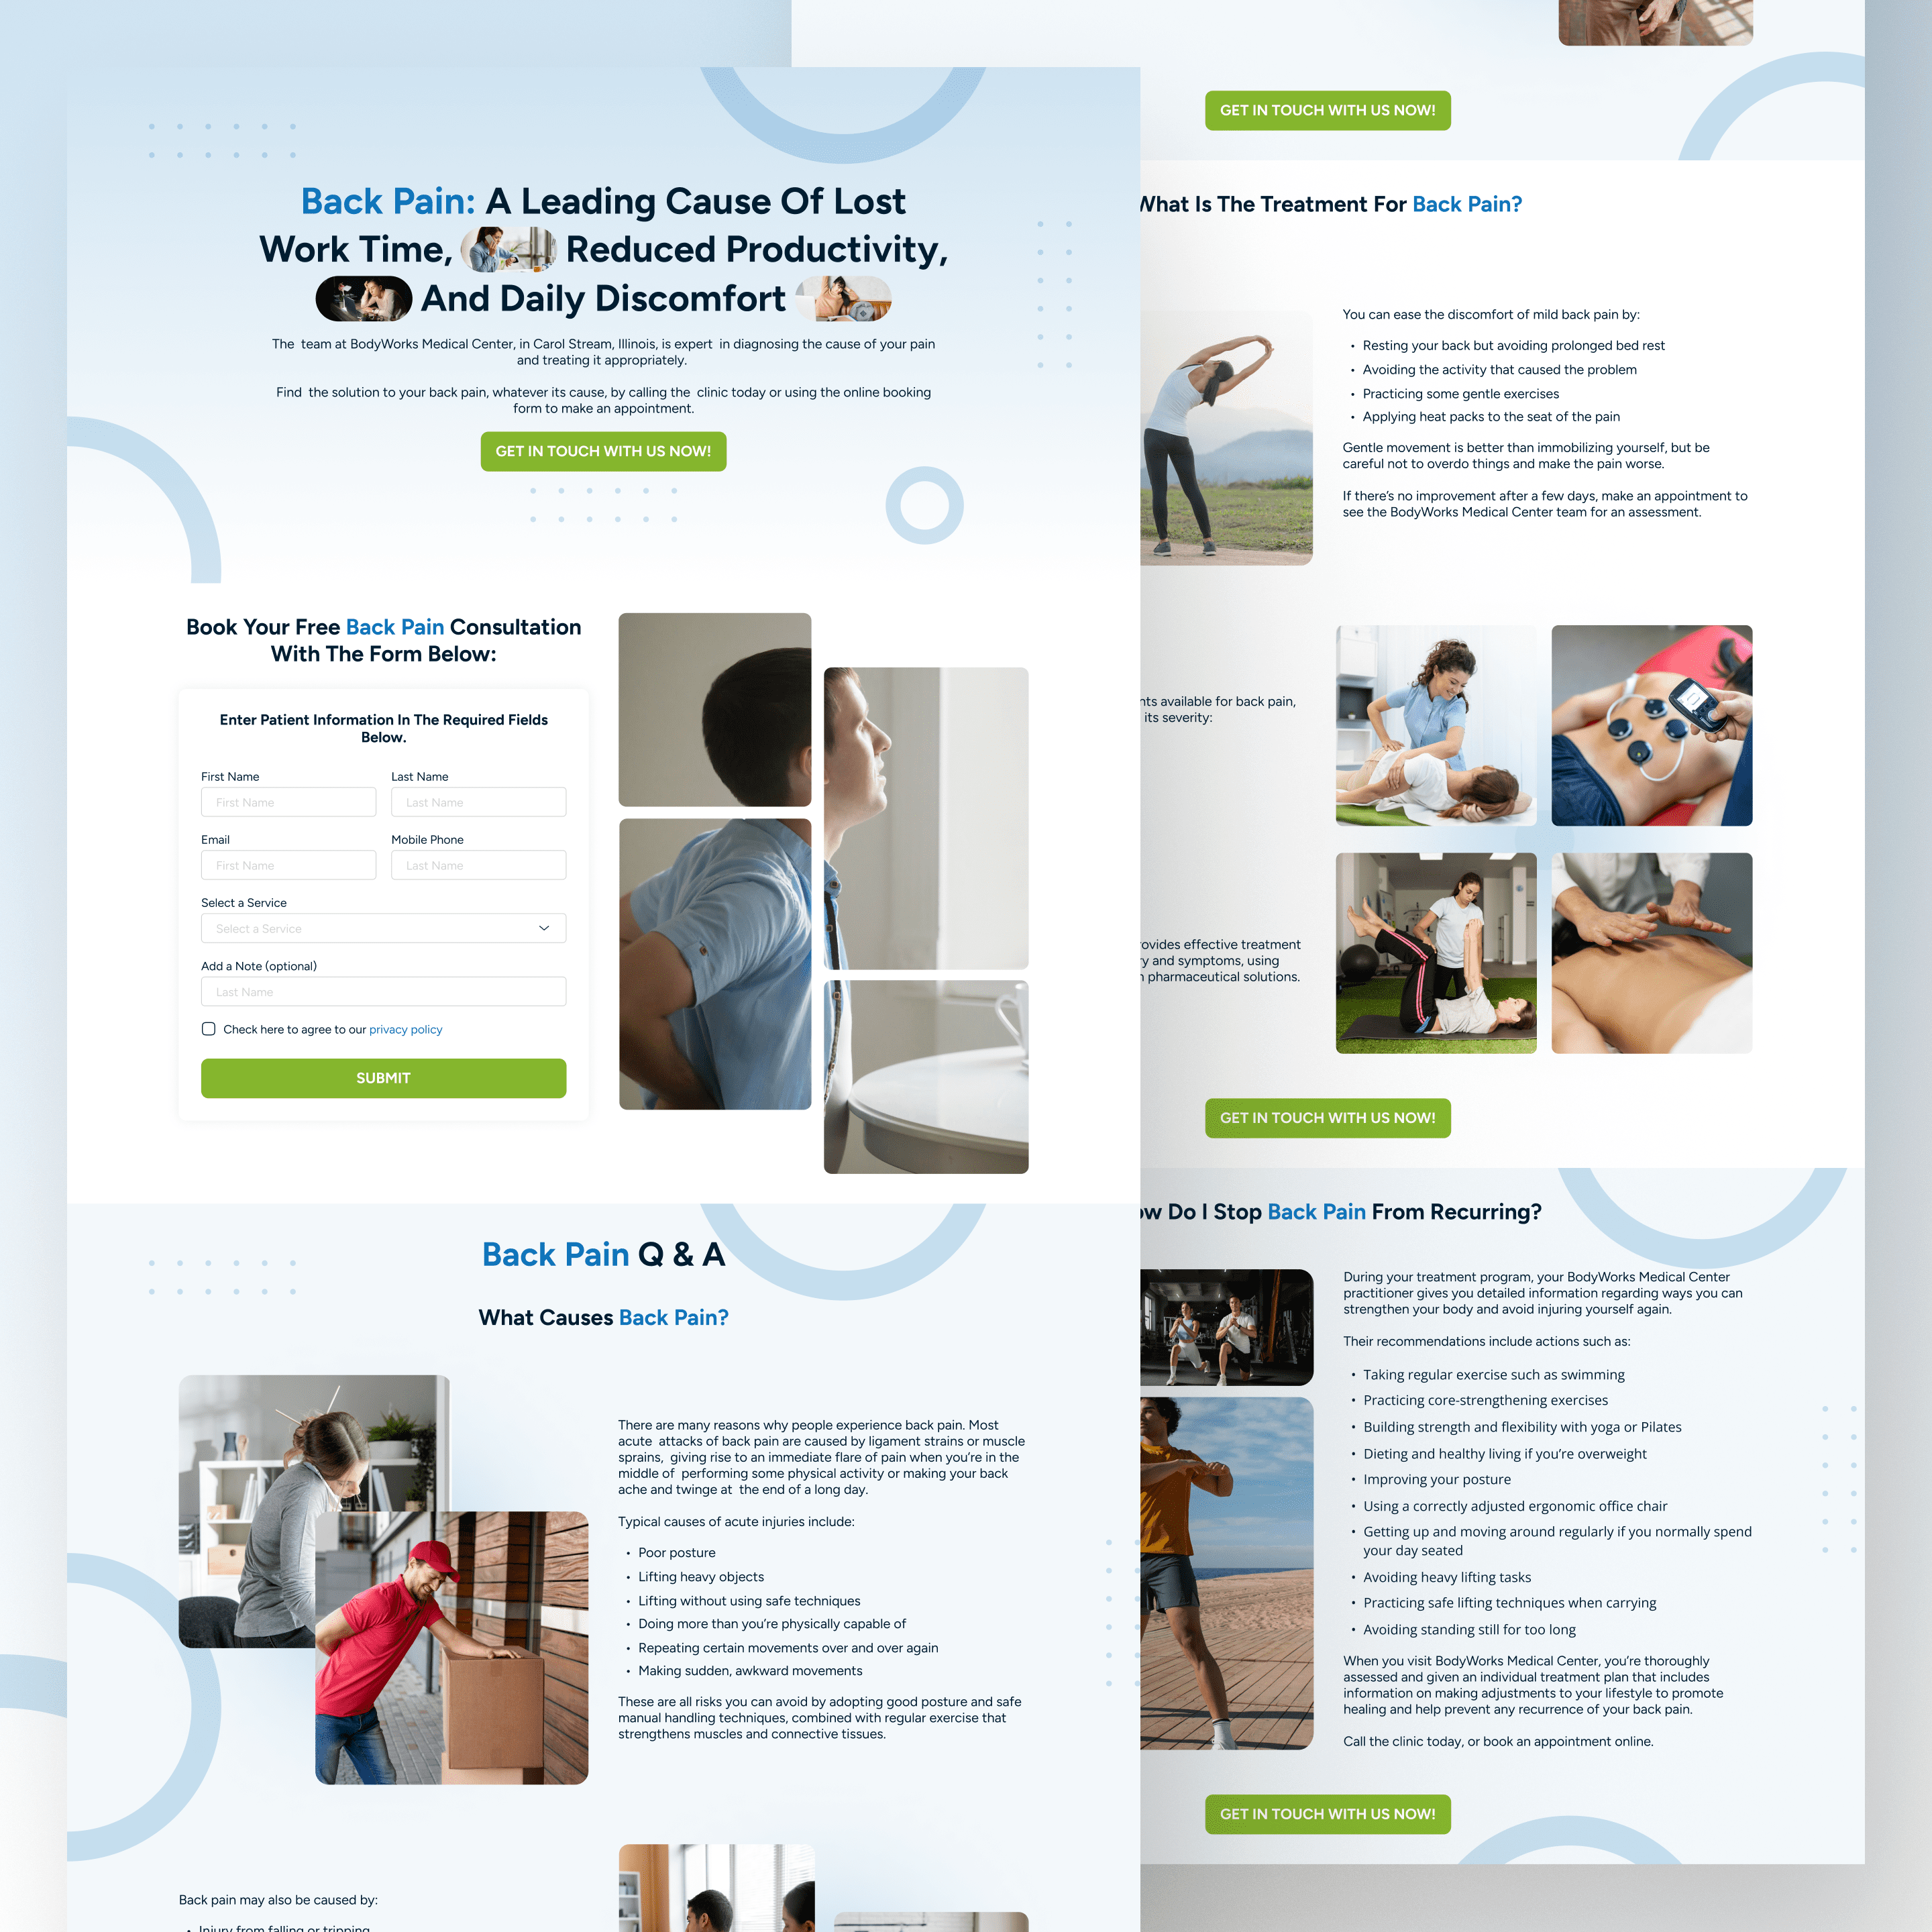 Back Pain: A Leading Cause Of Lost
Work Time, Reduced Productivity,
And Daily Discomfort
The team at BodyWorks Medical Center, in Carol Stream, Illinois, is expert in diagnosing the cause of your pain
and treating it appropriately.
Find the solution to your back pain, whatever its cause, by calling the clinic today or using the online booking
form to make an appointment.
GET IN TOUCH WITH US NOW!
Book Your Free Back Pain Consultation
With The Form Below:
Enter Patient Information In The Required Fields
Below.
First Name
Last Name
First Name
Last Name
Email
Mobile Phone
First Name
Last Name
Select a Service
Select a Service
Add a Note (optional)
Last Name
Check here to agree to our privacy policy
SUBMIT
Back Pain Q & A
What Causes Back Pain?
There are many reasons why people experience back pain. Most
acute attacks of back pain are caused by ligament strains or muscle
sprains, giving rise to an immediate flare of pain when you’re in the
middle of performing some physical activity or making your back
ache and twinge at the end of a long day.
Typical causes of acute injuries include:
• Poor posture
• Lifting heavy objects
• Lifting without using safe techniques
• Doing more than you’re physically capable of
• Repeating certain movements over and over again
• Making sudden, awkward movements
These are all risks you can avoid by adopting good posture and safe
manual handling techniques, combined with regular exercise that
strengthens muscles and connective tissues.
Back pain may also be caused by:
• Injury from falling or tripping
GET IN TOUCH WITH US NOW!
What Is The Treatment For Back Pain?
You can ease the discomfort of mild back pain by:
• Resting your back but avoiding prolonged bed rest
• Avoiding the activity that caused the problem
• Practicing some gentle exercises
• Applying heat packs to the seat of the pain
Gentle movement is better than immobilizing yourself, but be
careful not to overdo things and make the pain worse.
If there’s no improvement after a few days, make an appointment to
see the BodyWorks Medical Center team for an assessment.
available for back pain,
its severity:
effective treatment
and symptoms, using
pharmaceutical solutions.
GET IN TOUCH WITH US NOW!
Do I Stop Back Pain From Recurring?
During your treatment program, your BodyWorks Medical Center
practitioner gives you detailed information regarding ways you can
strengthen your body and avoid injuring yourself again.
Their recommendations include actions such as:
• Taking regular exercise such as swimming
• Practicing core-strengthening exercises
• Building strength and flexibility with yoga or Pilates
• Dieting and healthy living if you’re overweight
• Improving your posture
• Using a correctly adjusted ergonomic office chair
• Getting up and moving around regularly if you normally spend
your day seated
• Avoiding heavy lifting tasks
• Practicing safe lifting techniques when carrying
• Avoiding standing still for too long
When you visit BodyWorks Medical Center, you’re thoroughly
assessed and given an individual treatment plan that includes
information on making adjustments to your lifestyle to promote
healing and help prevent any recurrence of your back pain.
Call the clinic today, or book an appointment online.
GET IN TOUCH WITH US NOW!